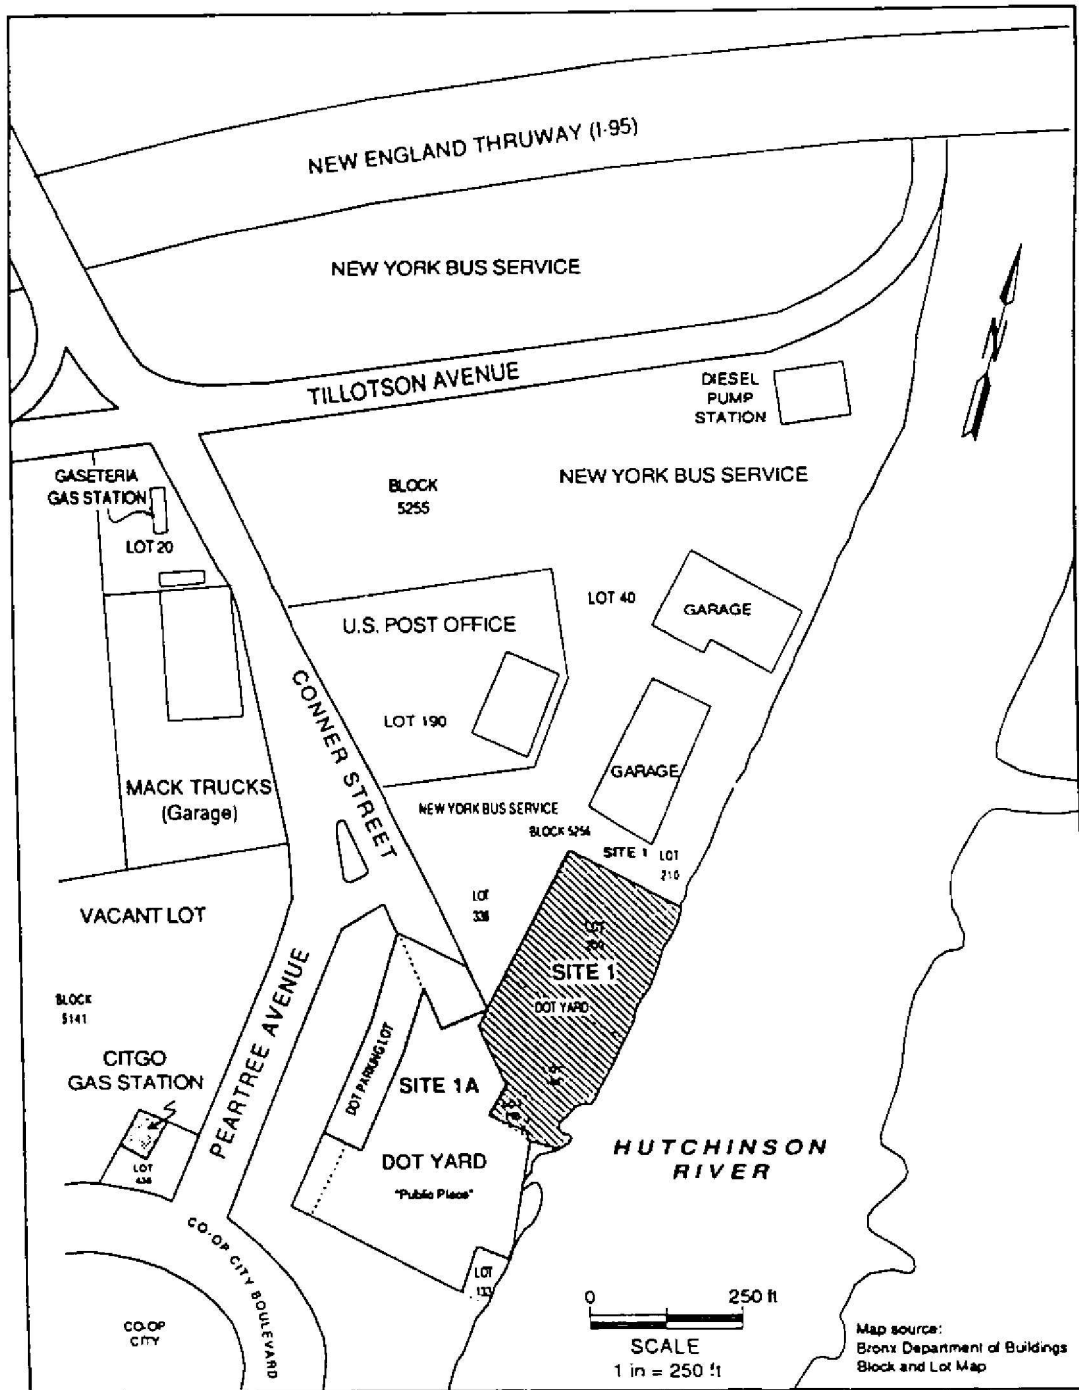 NEW ENGLAND THRUWAY (I-95)
NEW YORK BUS SERVICE
N
TILLOTSON AVENUE
DIESEL
PUMP
STATION
GASETERIA
GAS STATION
LOT 20
BLOCK
5255
NEW YORK BUS SERVICE
LOT 40
GARAGE
U.S. POST OFFICE
LOT 190
CONNER STREET
GARAGE
MACK TRUCKS
(Garage)
NEW YORK BUS SERVICE
BLOCK 5256
SITE 1
LOT
210
VACANT LOT
LOT
336
LOT
SITE 1
DOT YARD
BLOCK
5141
PEARTREE AVENUE
DOT PARKING LOT
SITE 1A
CITGO
GAS STATION
LOT
DOT YARD
"Public Place"
HUTCHINSON
RIVER
CO-OP CITY BOULEVARD
CO-OP
CITY
LOT
133
0 250 ft
SCALE
1 in = 250 ft
Map source:
Bronx Department of Buildings
Block and Lot Map